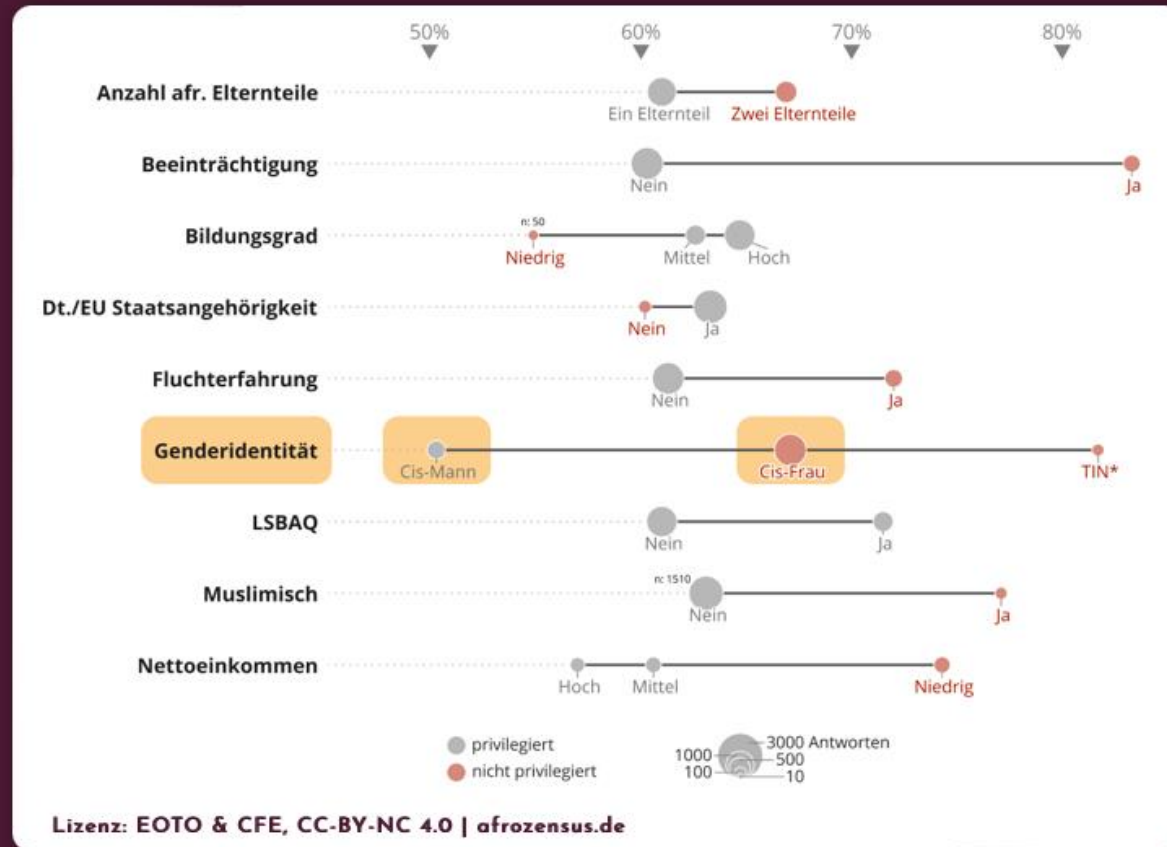 50% 60% 70% 80%
Anzahl afr. Elternteile
Ein Elternteil Zwei Elternteile
Beeinträchtigung
Nein Ja
n: 50
Bildungsgrad
Niedrig Mittel Hoch
Dt./EU Staatsangehörigkeit
Nein Ja
Fluchterfahrung
Nein Ja
Genderidentität
Cis-Mann Cis-Frau TIN*
LSBAQ
Nein Ja
n: 1510
Muslimisch
Nein Ja
Nettoeinkommen
Hoch Mittel Niedrig
privilegiert
nicht privilegiert
3000 Antworten
1000 500
100 10
Lizenz: EOTO & CFE, CC-BY-NC 4.0 | afrozensus.de